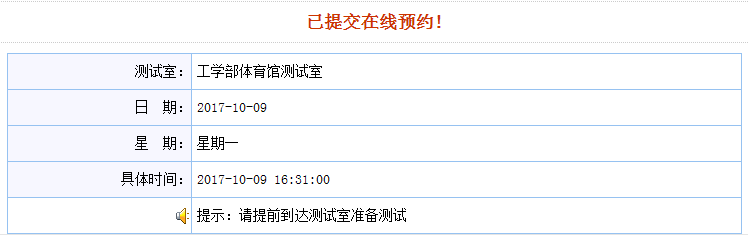 已提交在线预约！
测试室： 工学部体育馆测试室
日 期： 2017-10-09
星 期： 星期一
具体时间： 2017-10-09 16:31:00
提示：请提前到达测试室准备测试